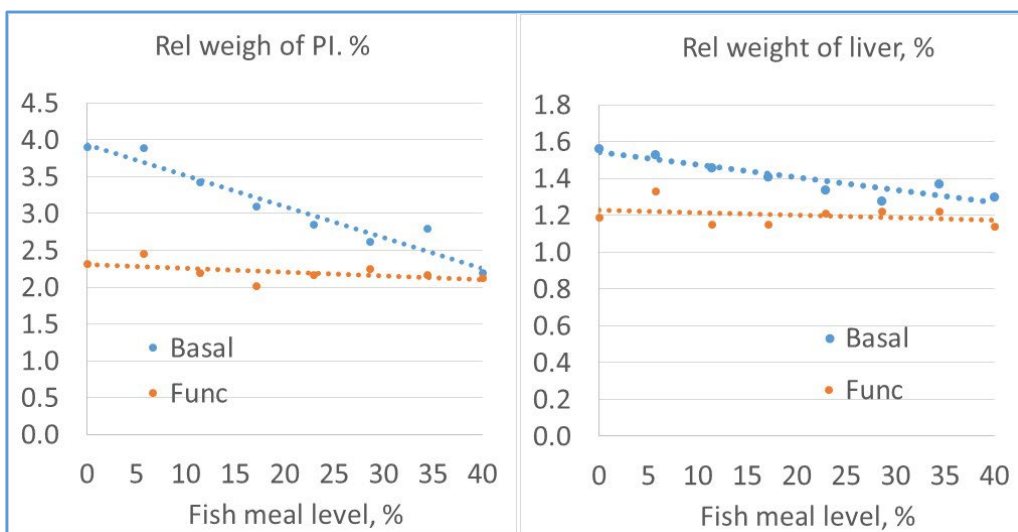 Rel weigh of PI. %
4.5
4.0
3.5
3.0
2.5
2.0
1.5
1.0
0.5
0.0
Basal
Func
0 5 10 15 20 25 30 35 40
Fish meal level, %
Rel weight of liver, %
1.8
1.6
1.4
1.2
1.0
0.8
0.6
0.4
0.2
0.0
Basal
Func
0 5 10 15 20 25 30 35 40
Fish meal level, %